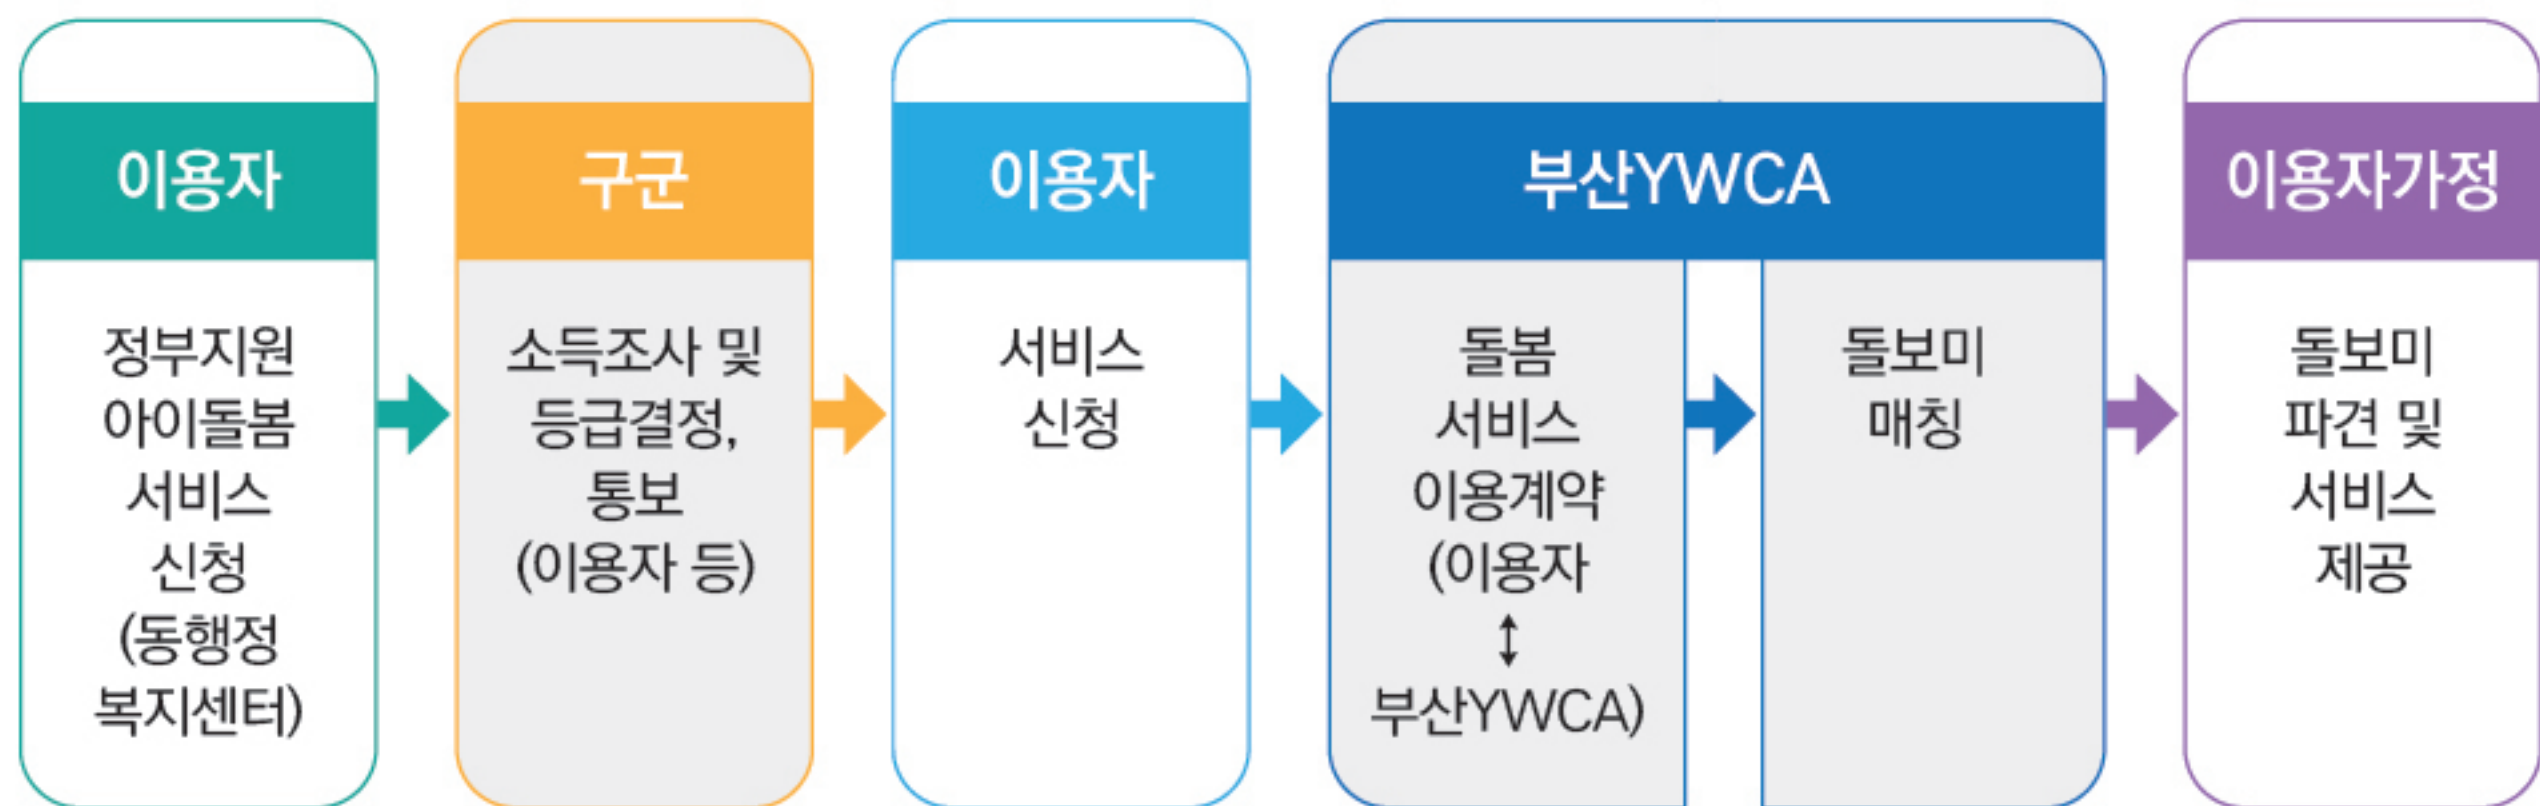 이용자
정부지원
아이돌봄
서비스
신청
(동행정
복지센터)
구군
소득조사 및
등급결정,
통보
(이용자 등)
이용자
서비스
신청
부산YWCA
돌봄
서비스
이용계약
(이용자
↕
부산YWCA)
돌보미
매칭
이용자가정
돌보미
파견 및
서비스
제공